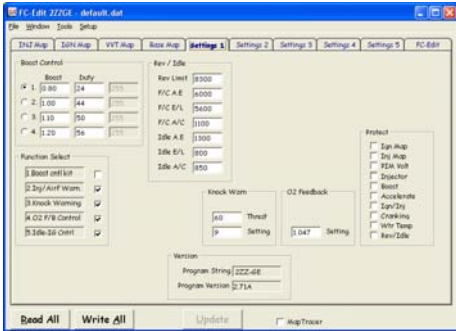 FC-Edit 2ZZGE - default.dat
File Window Tools Setup
INJ Map IGN Map VVT Map Base Map Settings 1 Settings 2 Settings 3 Settings 4 Settings 5 FC-Edit
Boost Control
Boost Duty
1. 0.80 24 255
2. 1.00 44 255
3. 1.10 50 255
4. 1.20 56 255
Function Select
1.Boost cntl kit
2.Inj/AirF Warn.
3.Knock Warning
4.O2 F/B Control
5.Idle-IG Cntrl
Rev / Idle
Rev Limit 8300
F/C A.E 6000
F/C E/L 5600
F/C A/C 1100
Idle A.E 1300
Idle E/L 800
Idle A/C 850
Knock Warn
60 Thresh
9 Setting
O2 Feedback
1.047 Setting
Protect
Ign Map
Inj Map
PIM Volt
Injector
Boost
Accelerate
Ign/Inj
Cranking
Wtr Temp
Rev/Idle
Version
Program String 2ZZ-GE
Program Version 2.71A
Read All Write All Update MapTracer